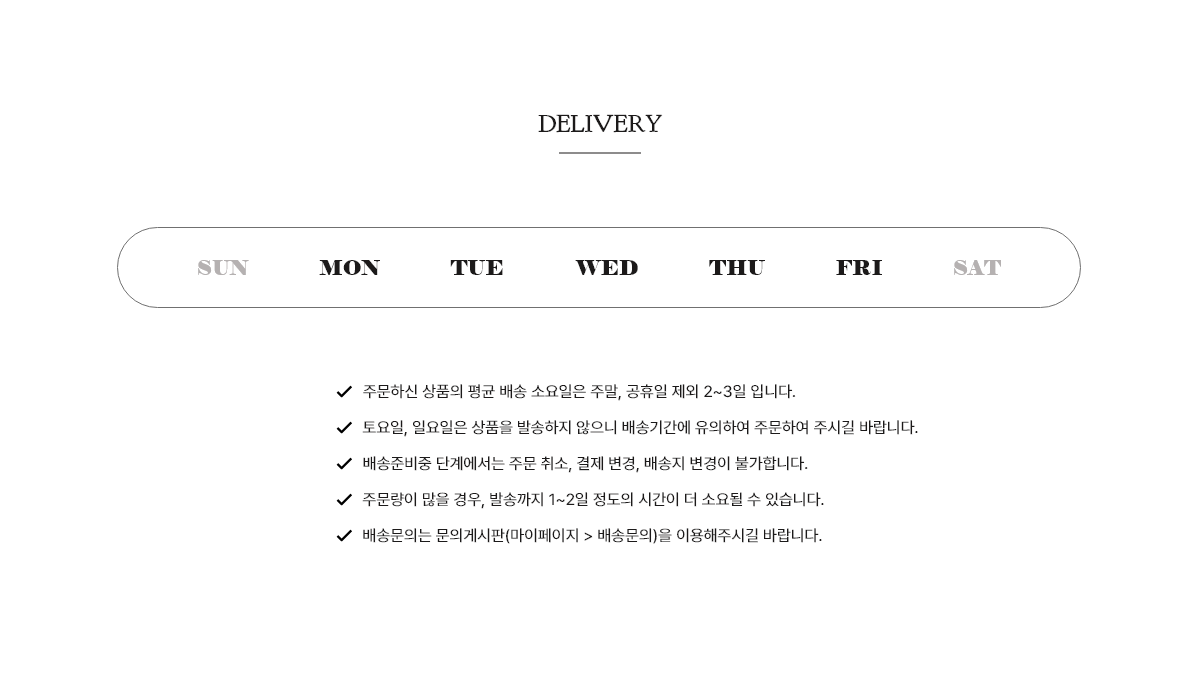 DELIVERY
SUN MON TUE WED THU FRI SAT
주문하신 상품의 평균 배송 소요일은 주말, 공휴일 제외 2~3일 입니다.
토요일, 일요일은 상품을 발송하지 않으니 배송기간에 유의하여 주문하여 주시길 바랍니다.
배송준비중 단계에서는 주문 취소, 결제 변경, 배송지 변경이 불가합니다.
주문량이 많을 경우, 발송까지 1~2일 정도의 시간이 더 소요될 수 있습니다.
배송문의는 문의게시판(마이페이지 > 배송문의)을 이용해주시길 바랍니다.